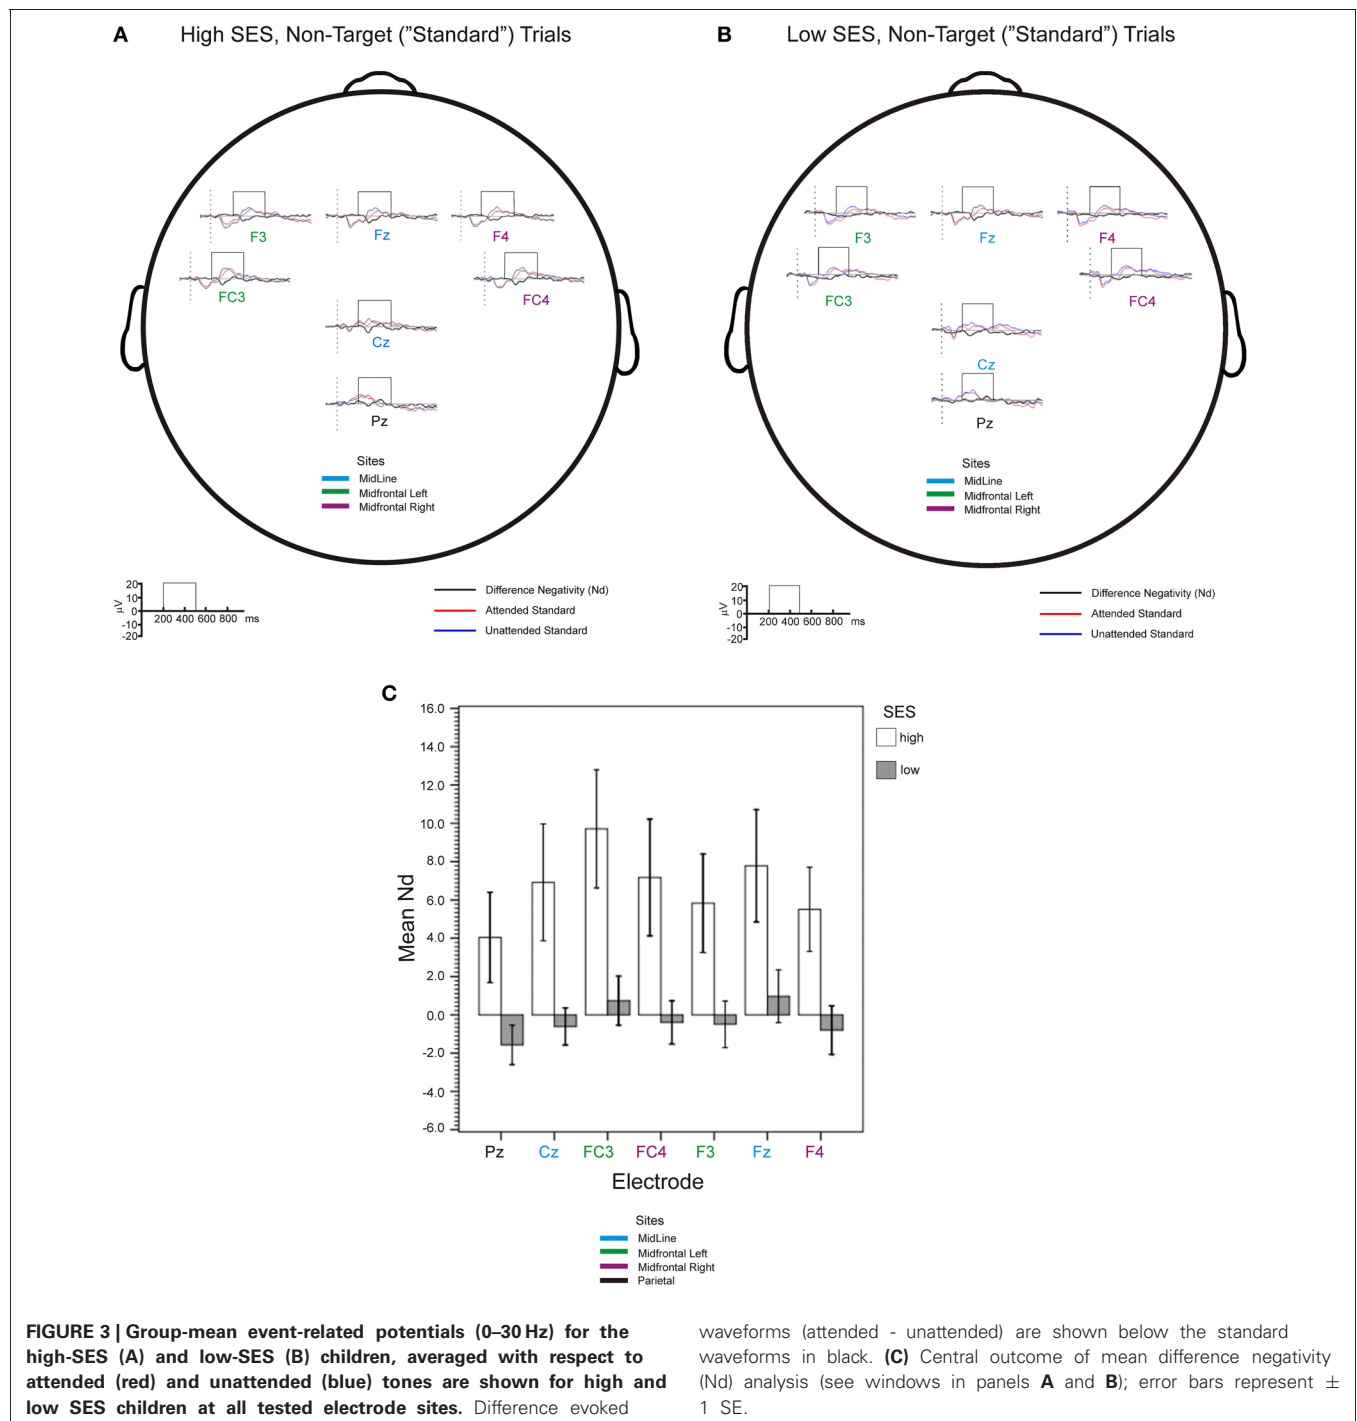 A High SES, Non-Target ("Standard") Trials
B Low SES, Non-Target ("Standard") Trials
F3
Fz
F4
FC3
FC4
Cz
Pz
Sites
MidLine
Midfrontal Left
Midfrontal Right
20
10
0
-10
-20
μV
200 400 600 800 ms
Difference Negativity (Nd)
Attended Standard
Unattended Standard
F3
Fz
F4
FC3
FC4
Cz
Pz
Sites
MidLine
Midfrontal Left
Midfrontal Right
20
10
0
-10
-20
μV
200 400 600 800 ms
Difference Negativity (Nd)
Attended Standard
Unattended Standard
C
16.0
14.0
12.0
10.0
8.0
6.0
4.0
2.0
0.0
-2.0
-4.0
-6.0
Mean Nd
SES
high
low
Pz Cz FC3 FC4 F3 Fz F4
Electrode
Sites
MidLine
Midfrontal Left
Midfrontal Right
Parietal
FIGURE 3 | Group-mean event-related potentials (0–30 Hz) for the
high-SES (A) and low-SES (B) children, averaged with respect to
attended (red) and unattended (blue) tones are shown for high and
low SES children at all tested electrode sites. Difference evoked
waveforms (attended - unattended) are shown below the standard
waveforms in black. (C) Central outcome of mean difference negativity
(Nd) analysis (see windows in panels A and B); error bars represent ±
1 SE.